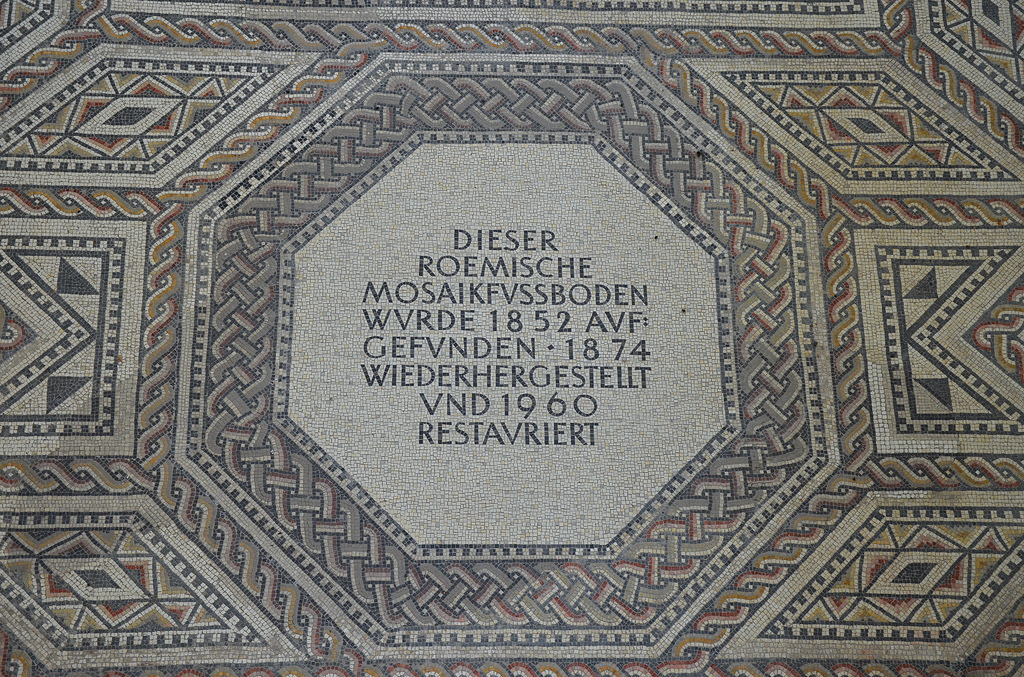 DIESER
ROEMISCHE
MOSAIKFVSSBODEN
WVRDE 1852 AVF:
GEFVNDEN · 1874
WIEDERHERGESTELLT
VND 1960
RESTAVRIERT